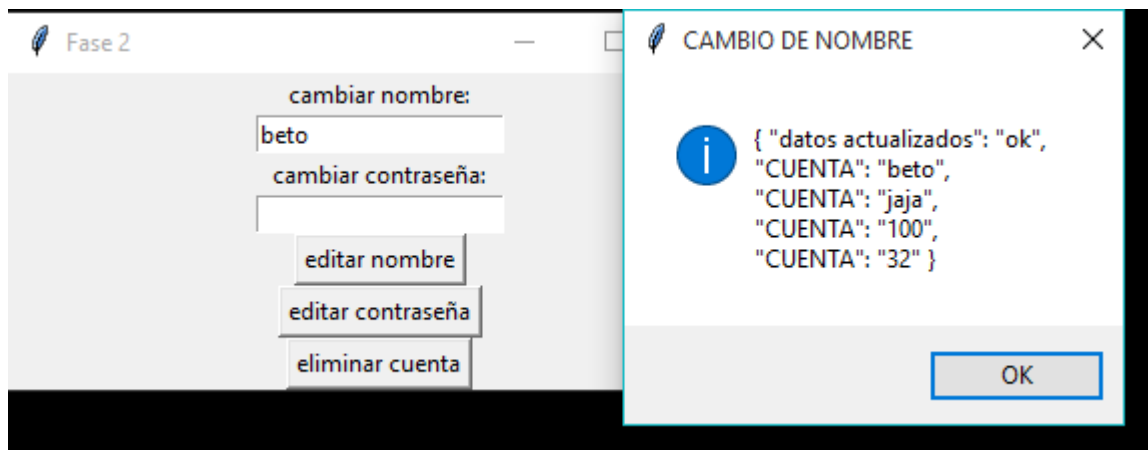 Fase 2
cambiar nombre:
beto
cambiar contraseña:
editar nombre
editar contraseña
eliminar cuenta
CAMBIO DE NOMBRE
{ "datos actualizados": "ok",
"CUENTA": "beto",
"CUENTA": "jaja",
"CUENTA": "100",
"CUENTA": "32" }
OK